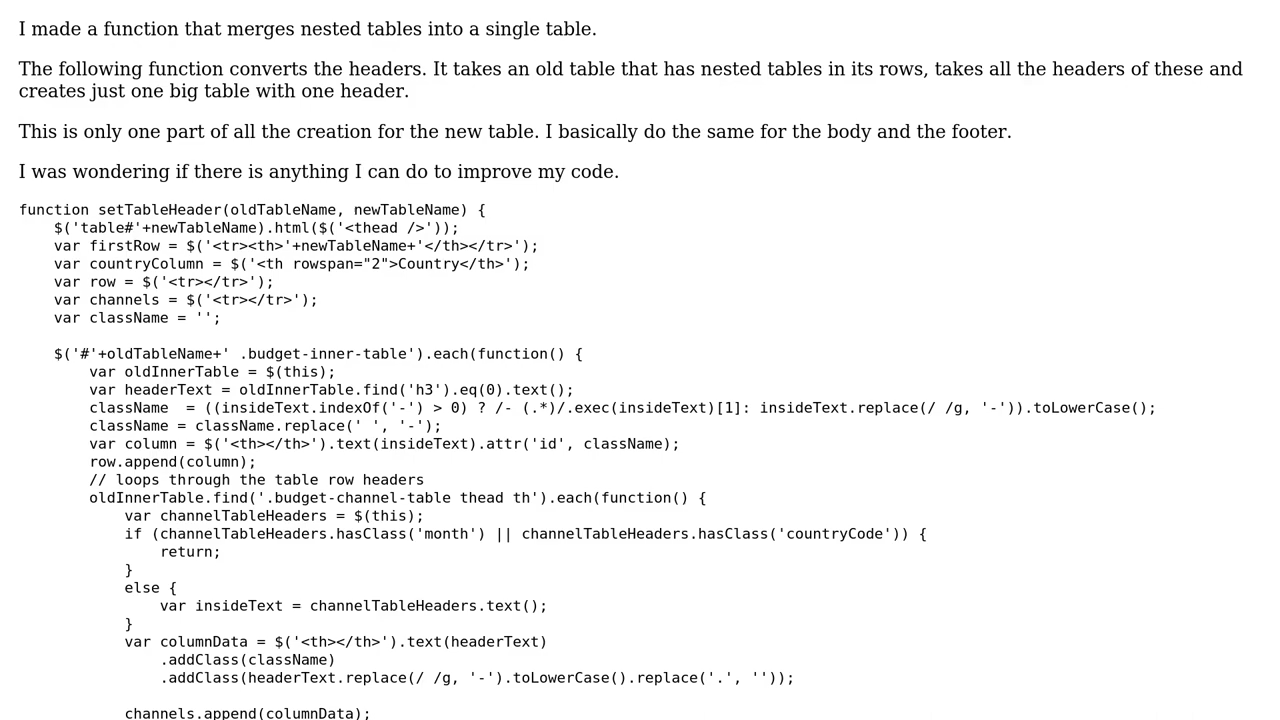 I made a function that merges nested tables into a single table.
The following function converts the headers. It takes an old table that has nested tables in its rows, takes all the headers of these and
creates just one big table with one header.
This is only one part of all the creation for the new table. I basically do the same for the body and the footer.
I was wondering if there is anything I can do to improve my code.
function setTableHeader(oldTableName, newTableName) {
    $('table#'+newTableName).html($('<thead />'));
    var firstRow = $('<tr><th>'+newTableName+'</th></tr>');
    var countryColumn = $('<th rowspan="2">Country</th>');
    var row = $('<tr></tr>');
    var channels = $('<tr></tr>');
    var className = '';
    $('#'+oldTableName+' .budget-inner-table').each(function() {
        var oldInnerTable = $(this);
        var headerText = oldInnerTable.find('h3').eq(0).text();
        className  = ((insideText.indexOf('-') > 0) ? /- (.*)/.exec(insideText)[1]: insideText.replace(/ /g, '-')).toLowerCase();
        className = className.replace(' ', '-');
        var column = $('<th></th>').text(insideText).attr('id', className);
        row.append(column);
        // loops through the table row headers
        oldInnerTable.find('.budget-channel-table thead th').each(function() {
            var channelTableHeaders = $(this);
            if (channelTableHeaders.hasClass('month') || channelTableHeaders.hasClass('countryCode')) {
                return;
            }
            else {
                var insideText = channelTableHeaders.text();
            }
            var columnData = $('<th></th>').text(headerText)
                .addClass(className)
                .addClass(headerText.replace(/ /g, '-').toLowerCase().replace('.', ''));
            channels.append(columnData);